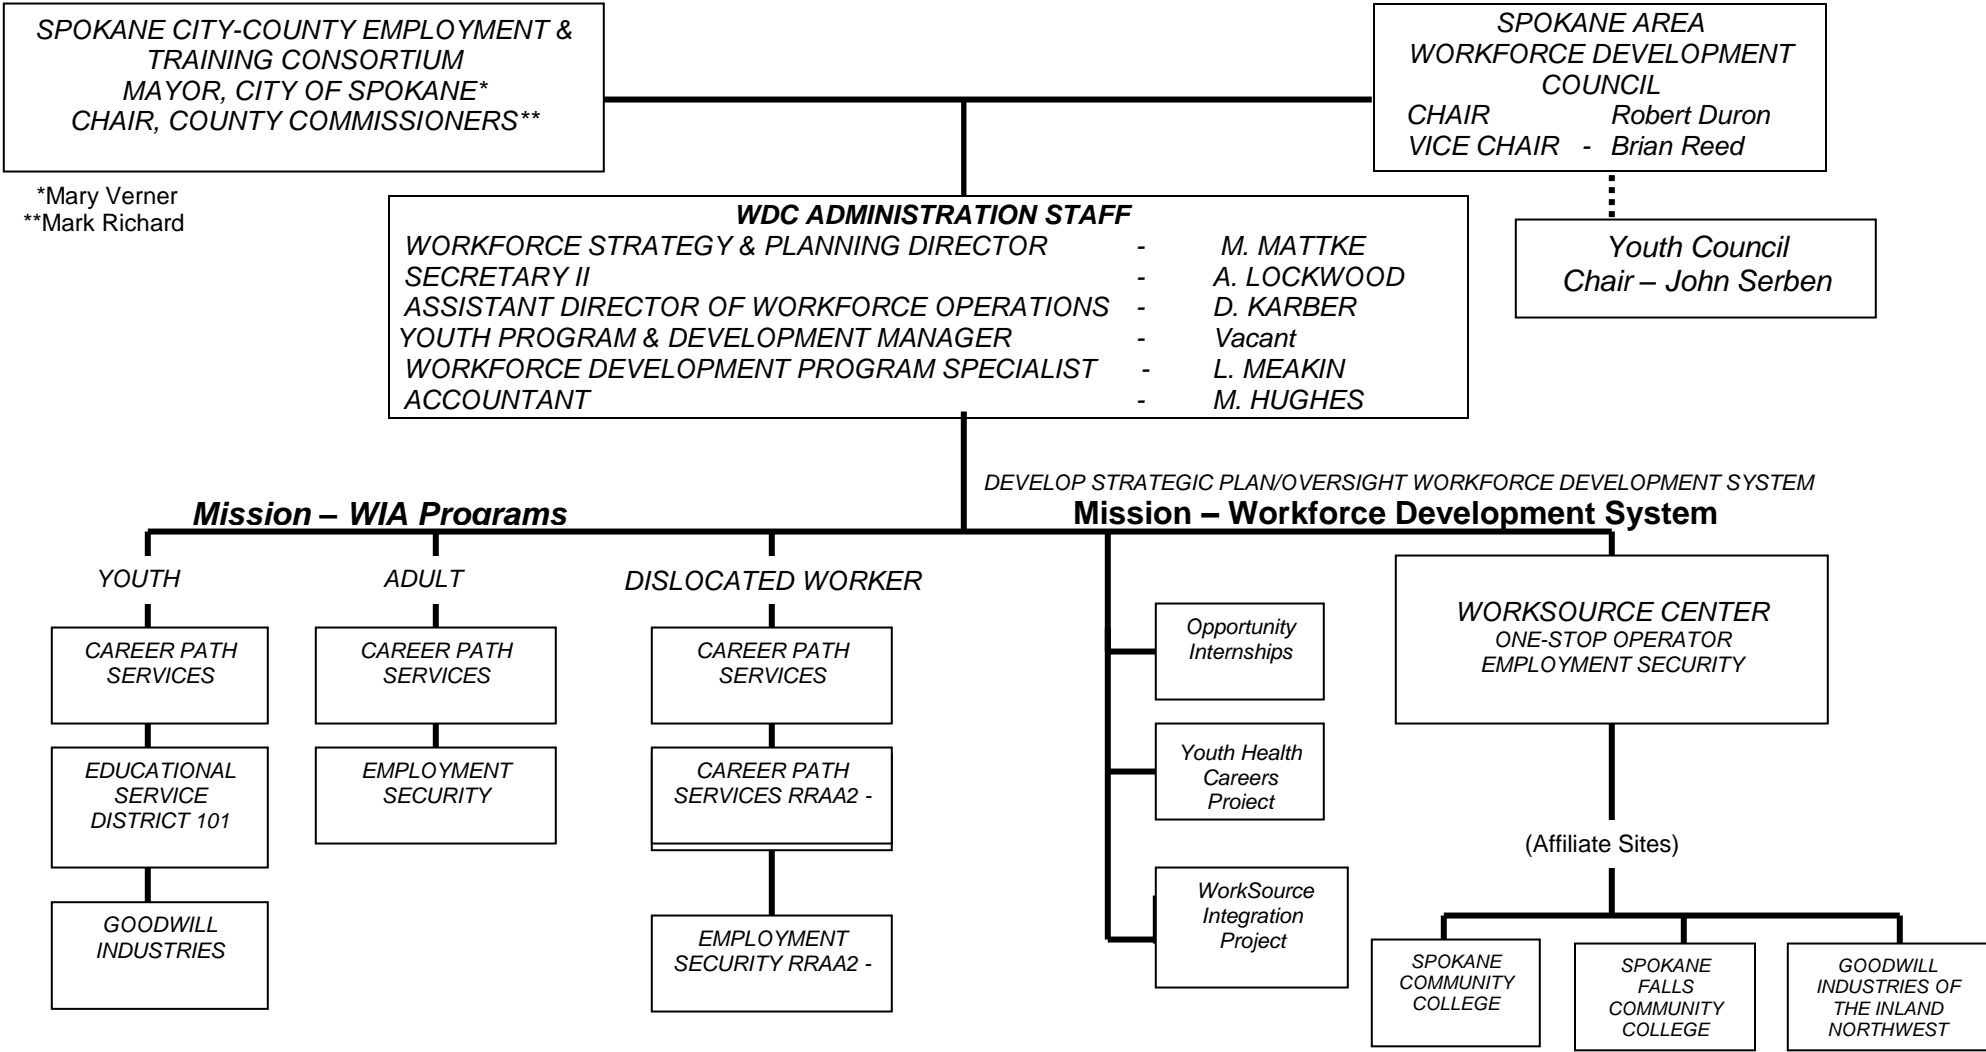 SPOKANE CITY-COUNTY EMPLOYMENT &
TRAINING CONSORTIUM
MAYOR, CITY OF SPOKANE*
CHAIR, COUNTY COMMISSIONERS**
*Mary Verner
**Mark Richard
SPOKANE AREA
WORKFORCE DEVELOPMENT
COUNCIL
CHAIR Robert Duron
VICE CHAIR - Brian Reed
Youth Council
Chair – John Serben
WDC ADMINISTRATION STAFF
WORKFORCE STRATEGY & PLANNING DIRECTOR - M. MATTKE
SECRETARY II - A. LOCKWOOD
ASSISTANT DIRECTOR OF WORKFORCE OPERATIONS - D. KARBER
YOUTH PROGRAM & DEVELOPMENT MANAGER - Vacant
WORKFORCE DEVELOPMENT PROGRAM SPECIALIST - L. MEAKIN
ACCOUNTANT - M. HUGHES
Mission – WIA Programs
DEVELOP STRATEGIC PLAN/OVERSIGHT WORKFORCE DEVELOPMENT SYSTEM
Mission – Workforce Development System
YOUTH
CAREER PATH
SERVICES
EDUCATIONAL
SERVICE
DISTRICT 101
GOODWILL
INDUSTRIES
ADULT
CAREER PATH
SERVICES
EMPLOYMENT
SECURITY
DISLOCATED WORKER
CAREER PATH
SERVICES
CAREER PATH
SERVICES RRAA2 -
EMPLOYMENT
SECURITY RRAA2 -
Opportunity
Internships
Youth Health
Careers
Project
WorkSource
Integration
Project
WORKSOURCE CENTER
ONE-STOP OPERATOR
EMPLOYMENT SECURITY
(Affiliate Sites)
SPOKANE
COMMUNITY
COLLEGE
SPOKANE
FALLS
COMMUNITY
COLLEGE
GOODWILL
INDUSTRIES OF
THE INLAND
NORTHWEST